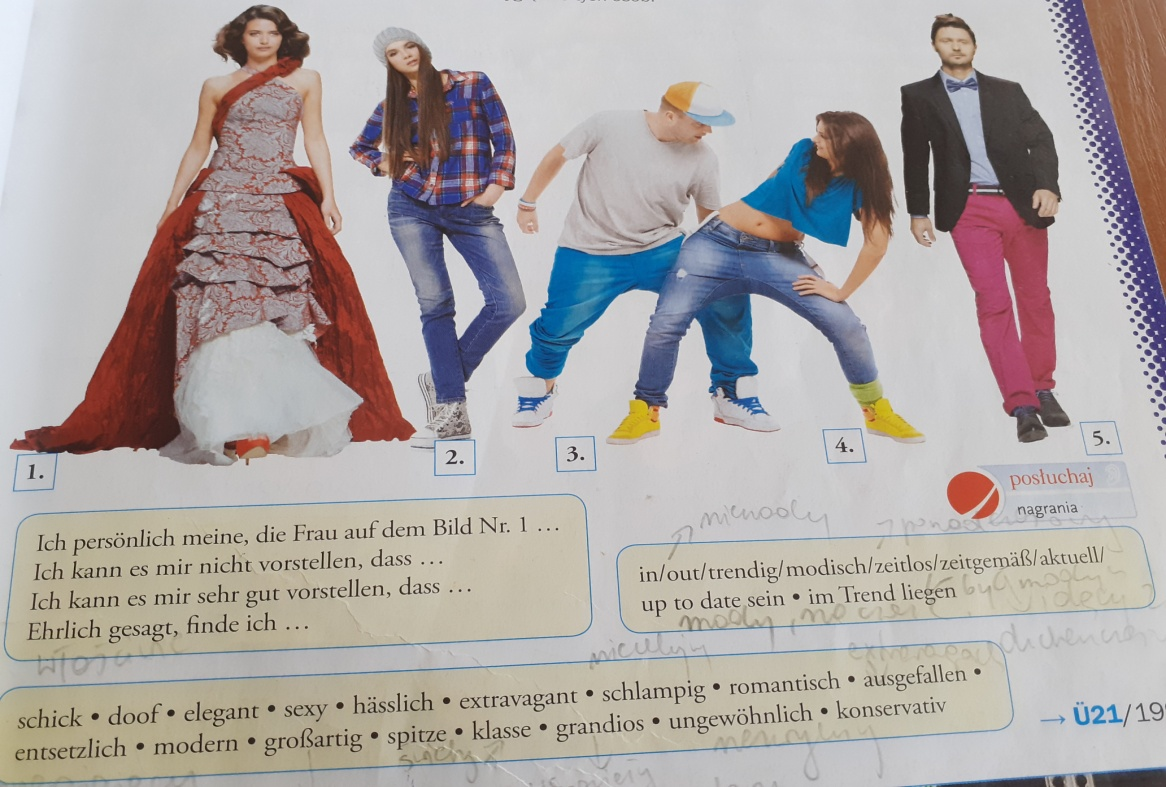 1.
2.
3.
4.
5.
posłuchaj
nagrania
Ich persönlich meine, die Frau auf dem Bild Nr. 1 …
Ich kann es mir nicht vorstellen, dass …
Ich kann es mir sehr gut vorstellen, dass …
Ehrlich gesagt, finde ich …
in/out/trendig/modisch/zeitlos/zeitgemäß/aktuell/
up to date sein • im Trend liegen
schick • doof • elegant • sexy • hässlich • extravagant • schlampig • romantisch • ausgefallen •
entsetzlich • modern • großartig • spitze • klasse • grandios • ungewöhnlich • konservativ
→ Ü21/19